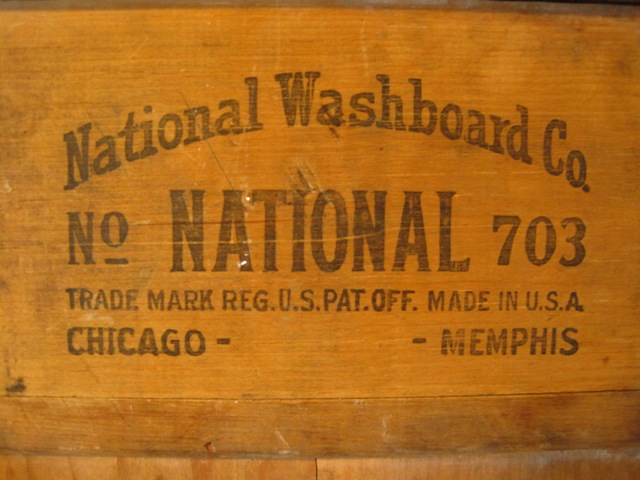 National Washboard Co.
No NATIONAL 703
TRADE MARK REG.U.S.PAT.OFF. MADE IN U.S.A.
CHICAGO - - MEMPHIS